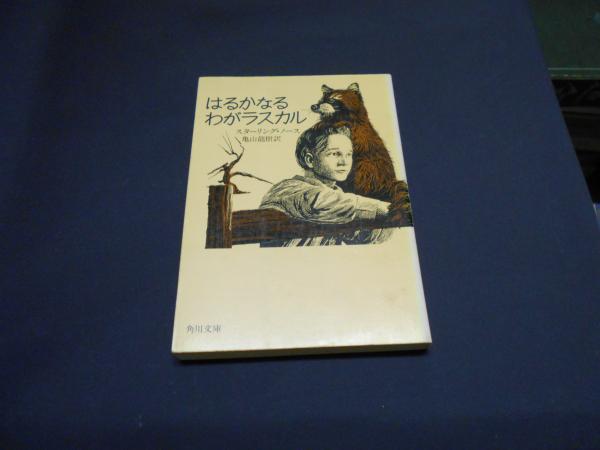 はるかなる
わがラスカル
スターリング・ノース
亀山龍樹訳
角川文庫